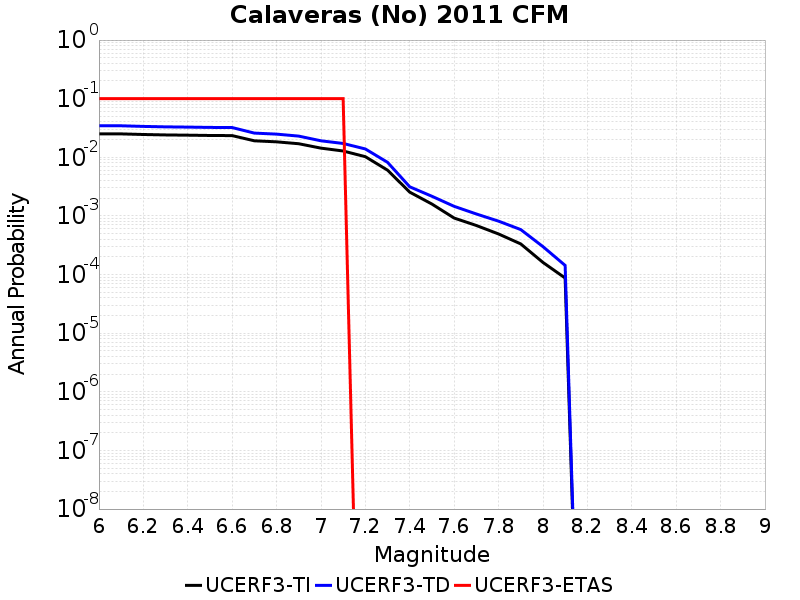 Calaveras (No) 2011 CFM
10^0
10^-1
10^-2
10^-3
10^-4
10^-5
10^-6
10^-7
10^-8
Annual Probability
6 6.2 6.4 6.6 6.8 7 7.2 7.4 7.6 7.8 8 8.2 8.4 8.6 8.8 9
Magnitude
UCERF3-TI UCERF3-TD UCERF3-ETAS